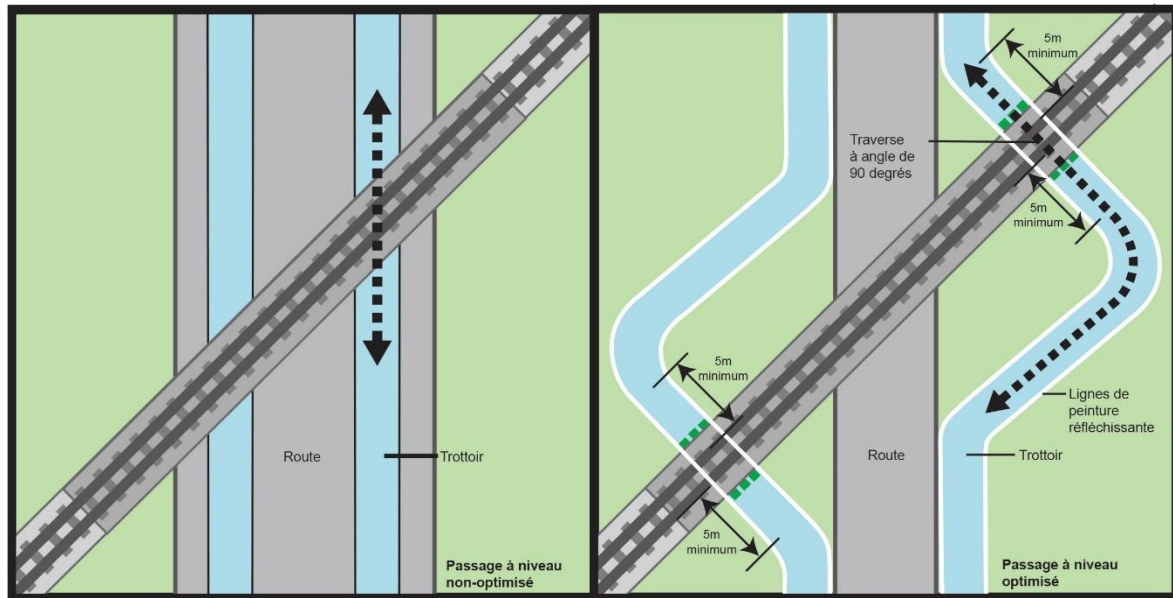 Route
Trottoir
Passage à niveau
non-optimisé
5m
minimum
Traverse
à angle de
90 degrés
5m
minimum
5m
minimum
Lignes de
peinture
réfléchissante
Route
Trottoir
5m
minimum
Passage à niveau
optimisé